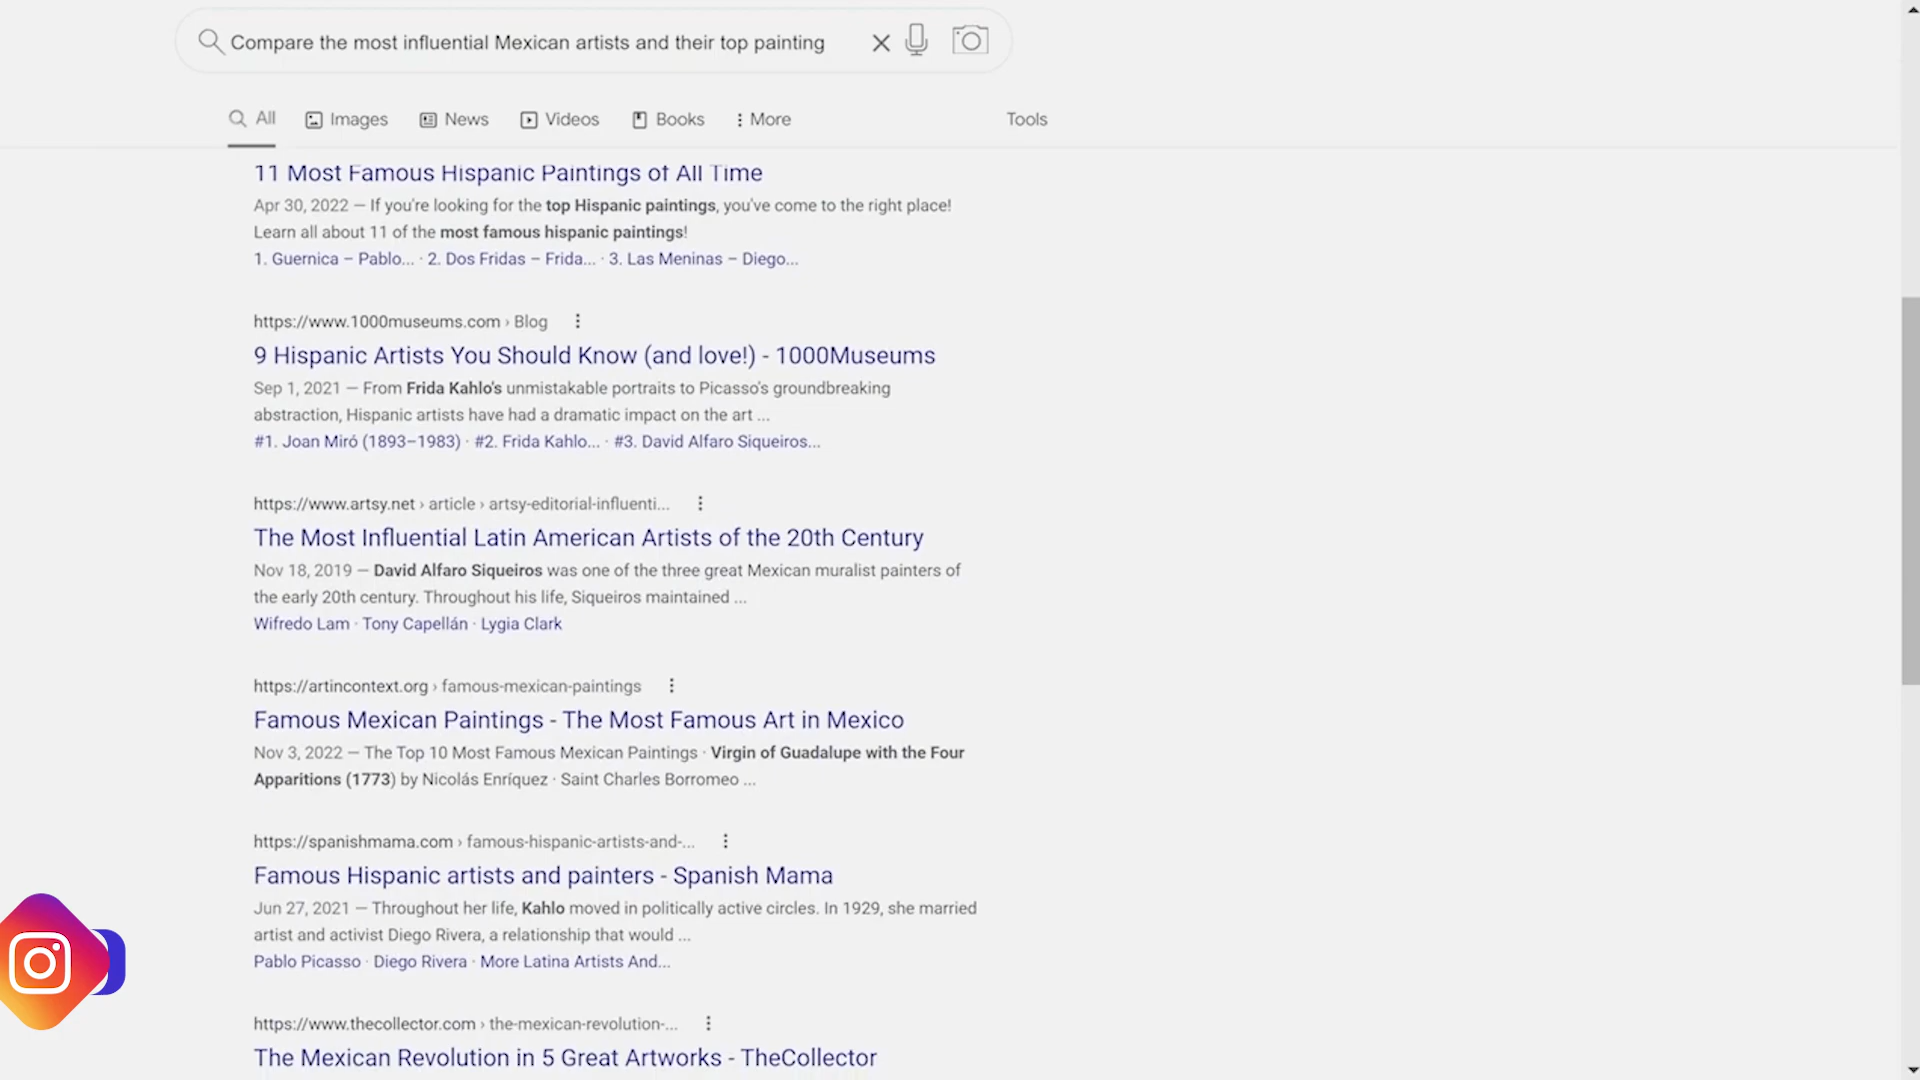 Compare the most influential Mexican artists and their top painting
All Images News Videos Books More Tools
11 Most Famous Hispanic Paintings of All Time
Apr 30, 2022 — If you're looking for the top Hispanic paintings, you've come to the right place!
Learn all about 11 of the most famous hispanic paintings!
1. Guernica – Pablo... · 2. Dos Fridas – Frida... · 3. Las Meninas – Diego...
https://www.1000museums.com › Blog
9 Hispanic Artists You Should Know (and love!) - 1000Museums
Sep 1, 2021 — From Frida Kahlo's unmistakable portraits to Picasso's groundbreaking
abstraction, Hispanic artists have had a dramatic impact on the art ...
#1. Joan Miró (1893–1983) · #2. Frida Kahlo... · #3. David Alfaro Siqueiros...
https://www.artsy.net › article › artsy-editorial-influenti...
The Most Influential Latin American Artists of the 20th Century
Nov 18, 2019 — David Alfaro Siqueiros was one of the three great Mexican muralist painters of
the early 20th century. Throughout his life, Siqueiros maintained ...
Wifredo Lam · Tony Capellán · Lygia Clark
https://artincontext.org › famous-mexican-paintings
Famous Mexican Paintings - The Most Famous Art in Mexico
Nov 3, 2022 — The Top 10 Most Famous Mexican Paintings · Virgin of Guadalupe with the Four
Apparitions (1773) by Nicolás Enríquez · Saint Charles Borromeo ...
https://spanishmama.com › famous-hispanic-artists-and-...
Famous Hispanic artists and painters - Spanish Mama
Jun 27, 2021 — Throughout her life, Kahlo moved in politically active circles. In 1929, she married
artist and activist Diego Rivera, a relationship that would ...
Pablo Picasso · Diego Rivera · More Latina Artists And...
https://www.thecollector.com › the-mexican-revolution-...
The Mexican Revolution in 5 Great Artworks - TheCollector